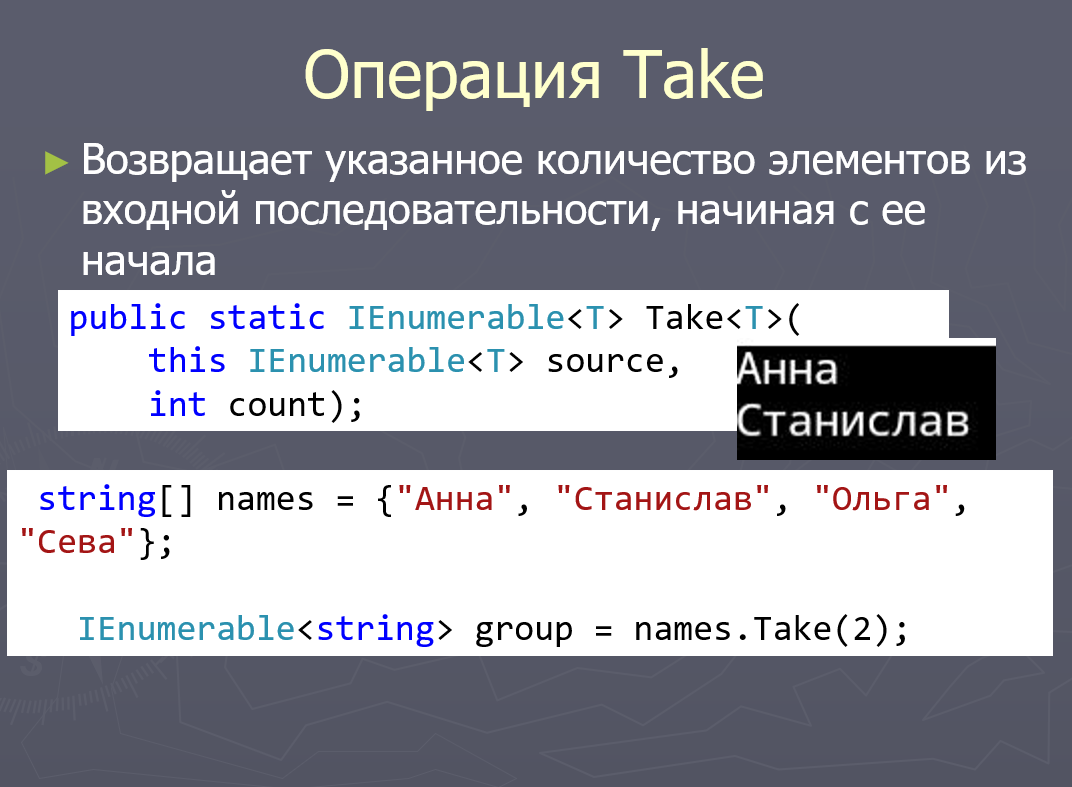 Операция Take
► Возвращает указанное количество элементов из
входной последовательности, начиная с ее
начала
public static IEnumerable<T> Take<T>(
this IEnumerable<T> source,
int count);
Анна
Станислав
string[] names = {"Анна", "Станислав", "Ольга",
"Сева"};
IEnumerable<string> group = names.Take(2);